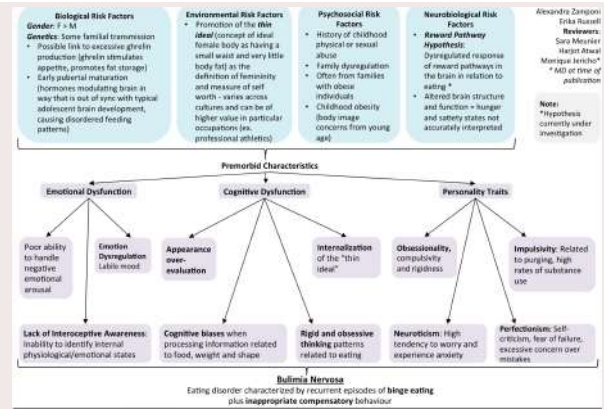 Biological Risk Factors
Gender: F > M
Genetics: Some familial transmission
• Possible link to excessive ghrelin
production (ghrelin stimulates
appetite, promotes fat storage)
• Early pubertal maturation
(hormones modulating brain in
way that is out of sync with typical
adolescent brain development,
causing disordered feeding
patterns)
Environmental Risk Factors
• Promotion of the thin
ideal (concept of ideal
female body as having a
small waist and very little
body fat) as the
definition of femininity
and measure of self
worth - varies across
cultures and can be of
higher value in particular
occupations (ex.
professional athletics)
Psychosocial Risk
Factors
• History of childhood
physical or sexual
abuse
• Family dysregulation
• Often from families
with obese
individuals
• Childhood obesity
(body image
concerns from young
age)
Neurobiological Risk
Factors
• Reward Pathway
Hypothesis:
Dysregulated response
of reward pathways in
the brain in relation to
eating *
• Altered brain structure
and function = hunger
and satiety states not
accurately interpreted
Alexandra Zamponi
Erika Russell
Reviewers:
Sara Meunier
Harjot Atwal
Monique Jericho*
* MD at time of
publication
Note:
*Hypothesis
currently under
investigation
Premorbid Characteristics
Emotional Dysfunction
Cognitive Dysfunction
Personality Traits
Poor ability
to handle
negative
emotional
arousal
Emotion
Dysregulation
Labile mood
Appearance
over-
evaluation
Internalization
of the "thin
ideal"
Obsessionality,
compulsivity
and rigidness
Impulsivity: Related
to purging, high
rates of substance
use
Lack of Interoceptive Awareness:
Inability to identify internal
physiological/emotional states
Cognitive biases when
processing information related
to food, weight and shape
Rigid and obsessive
thinking patterns
related to eating
Neuroticism: High
tendency to worry and
experience anxiety
Perfectionism: Self-
criticism, fear of failure,
excessive concern over
mistakes
Bulimia Nervosa
Eating disorder characterized by recurrent episodes of binge eating
plus inappropriate compensatory behaviour